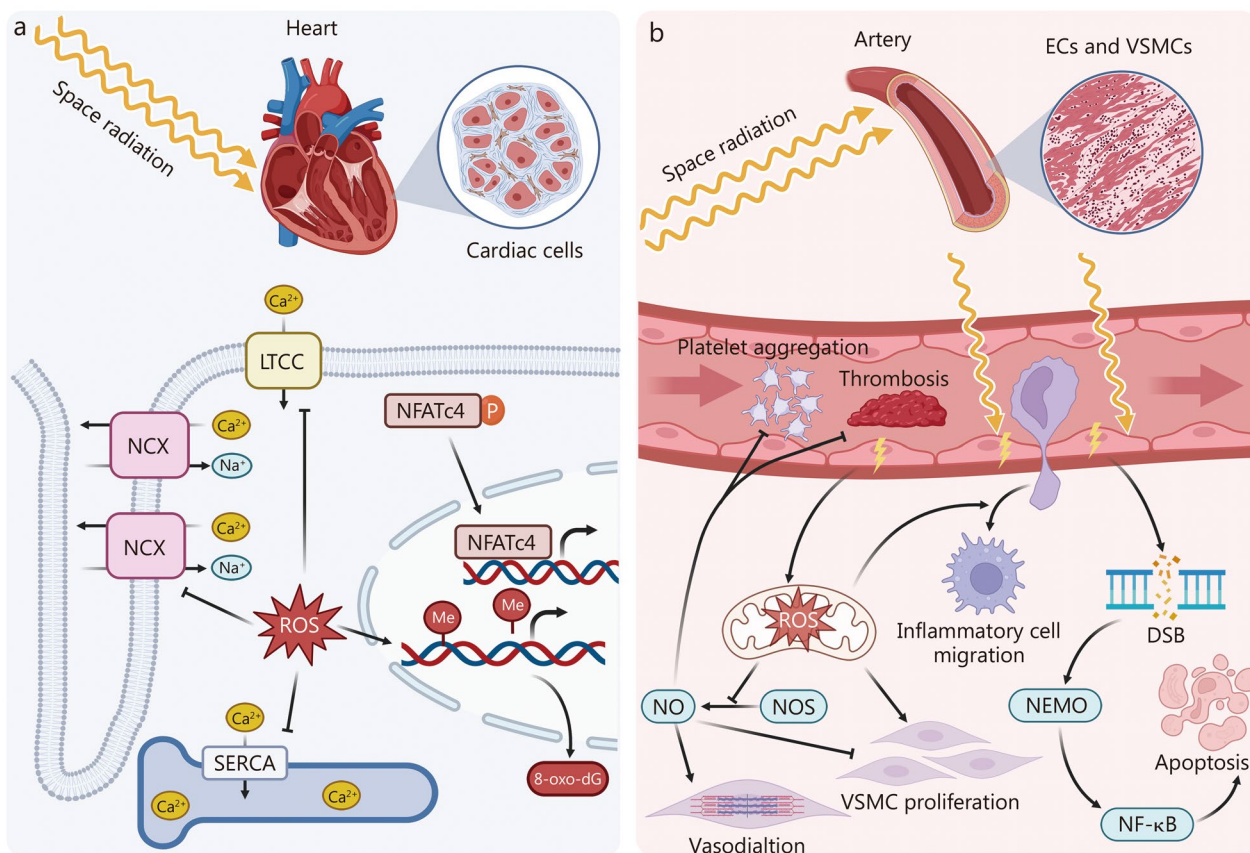 a
Heart
Space radiation
Cardiac cells
Ca²⁺
LTCC
NCX
Ca²⁺
Na⁺
NCX
Ca²⁺
Na⁺
NFATc4
P
NFATc4
Me
Me
ROS
8-oxo-dG
Ca²⁺
SERCA
Ca²⁺
Ca²⁺
b
Artery
ECs and VSMCs
Space radiation
Platelet aggregation
Thrombosis
ROS
Inflammatory cell
migration
DSB
NO
NOS
NEMO
VSMC proliferation
Vasodialtion
Apoptosis
NF-κB